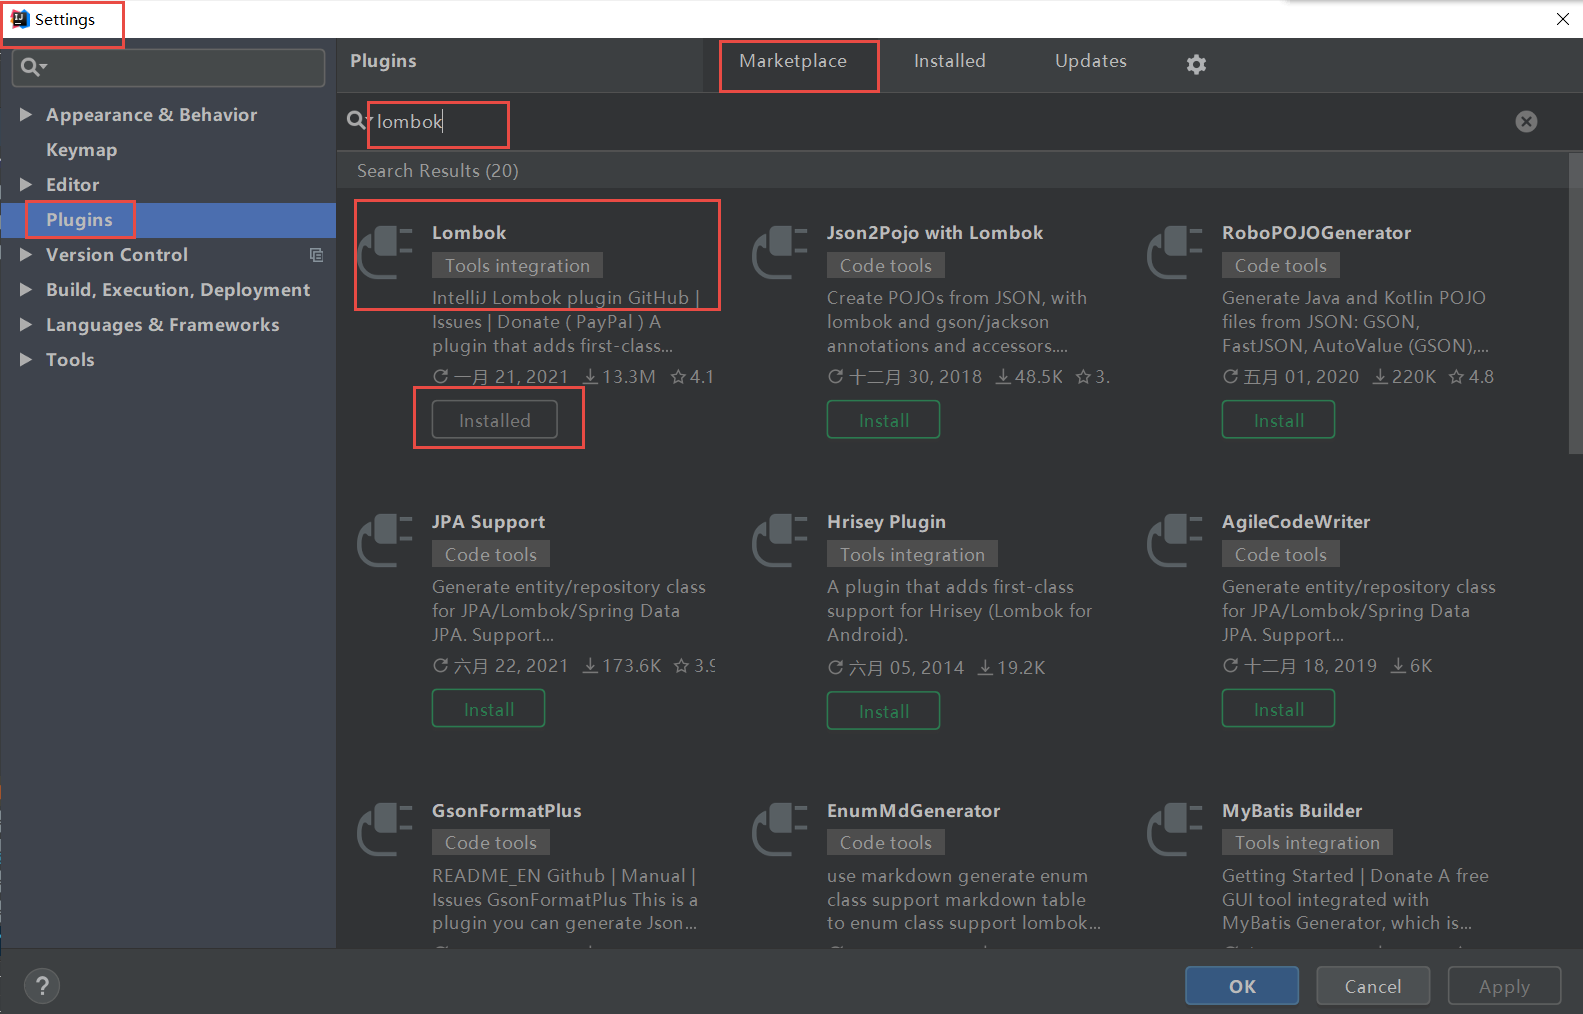 Settings
Appearance & Behavior
Keymap
Editor
Plugins
Version Control
Build, Execution, Deployment
Languages & Frameworks
Tools
Plugins
Marketplace
Installed
Updates
lombok
Search Results (20)
Lombok
Tools integration
IntelliJ Lombok plugin GitHub |
Issues | Donate ( PayPal ) A
plugin that adds first-class...
一月 21, 2021 13.3M 4.1
Installed
Json2Pojo with Lombok
Code tools
Create POJOs from JSON, with
lombok and gson/jackson
annotations and accessors....
十二月 30, 2018 48.5K 3.
Install
RoboPOJOGenerator
Code tools
Generate Java and Kotlin POJO
files from JSON: GSON,
FastJSON, AutoValue (GSON),...
五月 01, 2020 220K 4.8
Install
JPA Support
Code tools
Generate entity/repository class
for JPA/Lombok/Spring Data
JPA. Support...
六月 22, 2021 173.6K 3.9
Install
Hrisey Plugin
Tools integration
A plugin that adds first-class
support for Hrisey (Lombok for
Android).
六月 05, 2014 19.2K
Install
AgileCodeWriter
Code tools
Generate entity/repository class
for JPA/Lombok/Spring Data
JPA. Support...
十二月 18, 2019 6K
Install
GsonFormatPlus
Code tools
README_EN Github | Manual |
Issues GsonFormatPlus This is a
plugin you can generate Json...
EnumMdGenerator
Code tools
use markdown generate enum
class support markdown table
to enum class support lombok...
MyBatis Builder
Tools integration
Getting Started | Donate A free
GUI tool integrated with
MyBatis Generator, which is...
?
OK
Cancel
Apply